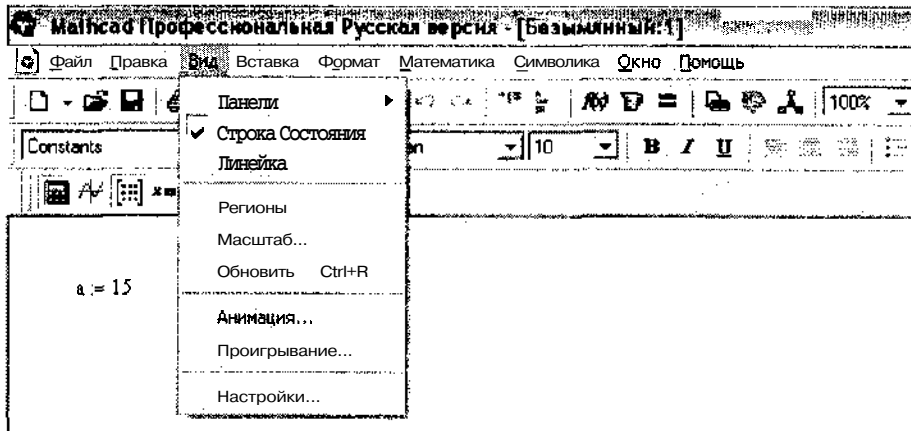 Mathcad Профессиональная Русская версия - [Безымянный:1]
Файл Правка Вид Вставка Формат Математика Символика Окно Помощь
100%
Constants 10 B I U
Панели
Строка Состояния
Линейка
Регионы
Масштаб...
Обновить Ctrl+R
a := 15
Анимация...
Проигрывание...
Настройки...